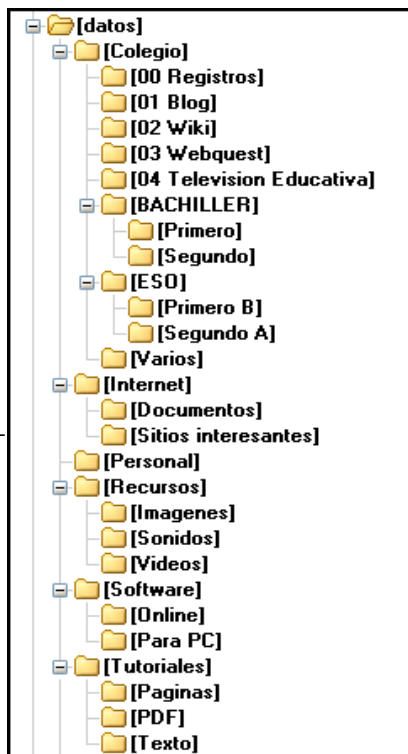 [datos]
[Colegio]
[00 Registros]
[01 Blog]
[02 Wiki]
[03 Webquest]
[04 Television Educativa]
[BACHILLER]
[Primero]
[Segundo]
[ESO]
[Primero B]
[Segundo A]
[Varios]
[Internet]
[Documentos]
[Sitios interesantes]
[Personal]
[Recursos]
[Imagenes]
[Sonidos]
[Videos]
[Software]
[Online]
[Para PC]
[Tutoriales]
[Paginas]
[PDF]
[Texto]